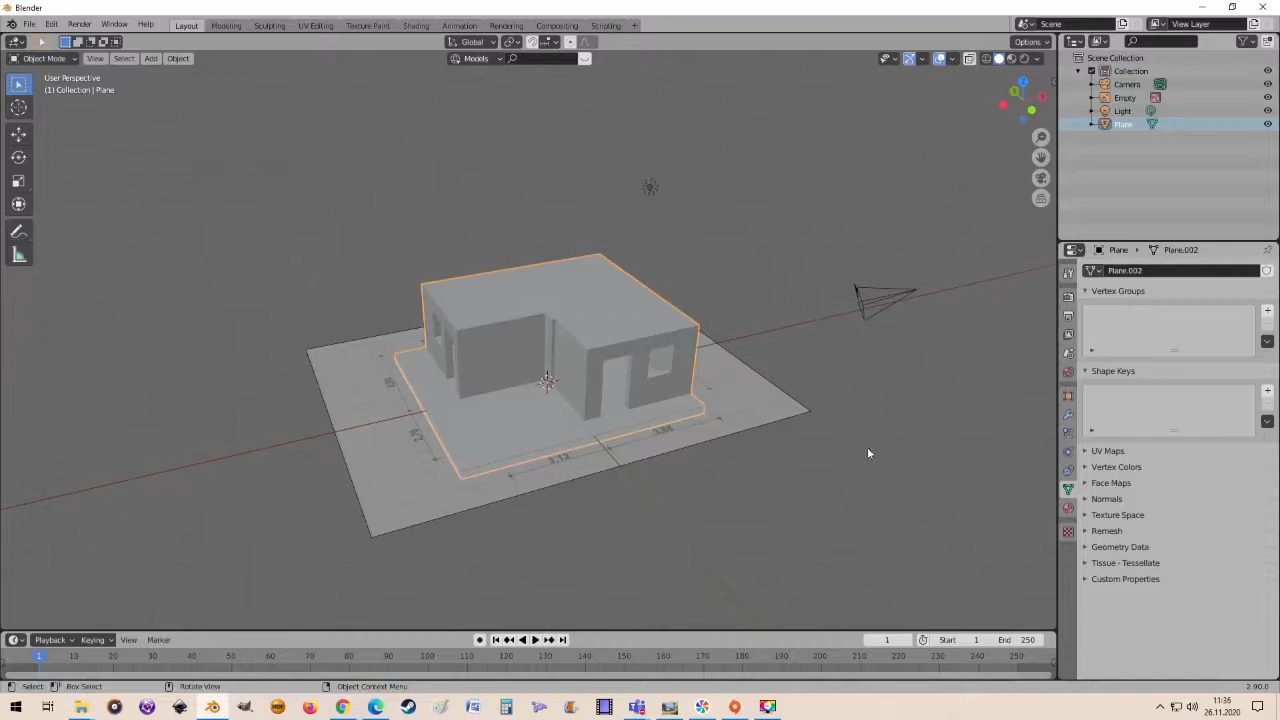 Blender
File Edit Render Window Help Layout Modeling Sculpting UV Editing Texture Paint Shading Animation Rendering Compositing Scripting + Scene View Layer
Global Options
Object Mode View Select Add Object Models
User Perspective
(1) Collection | Plane
Scene Collection
Collection
Camera
Empty
Light
Plane
Plane Plane.002
Plane.002
Vertex Groups
Shape Keys
UV Maps
Vertex Colors
Face Maps
Normals
Texture Space
Remesh
Geometry Data
Tissue - Tessellate
Custom Properties
3,12
Playback Keying View Marker 1 Start 1 End 250
1 10 20 30 40 50 60 70 80 90 100 110 120 130 140 150 160 170 180 190 200 210 220 230 240 250
Select Box Select Rotate View Object Context Menu 2.90.0
11:36
26.11.2020